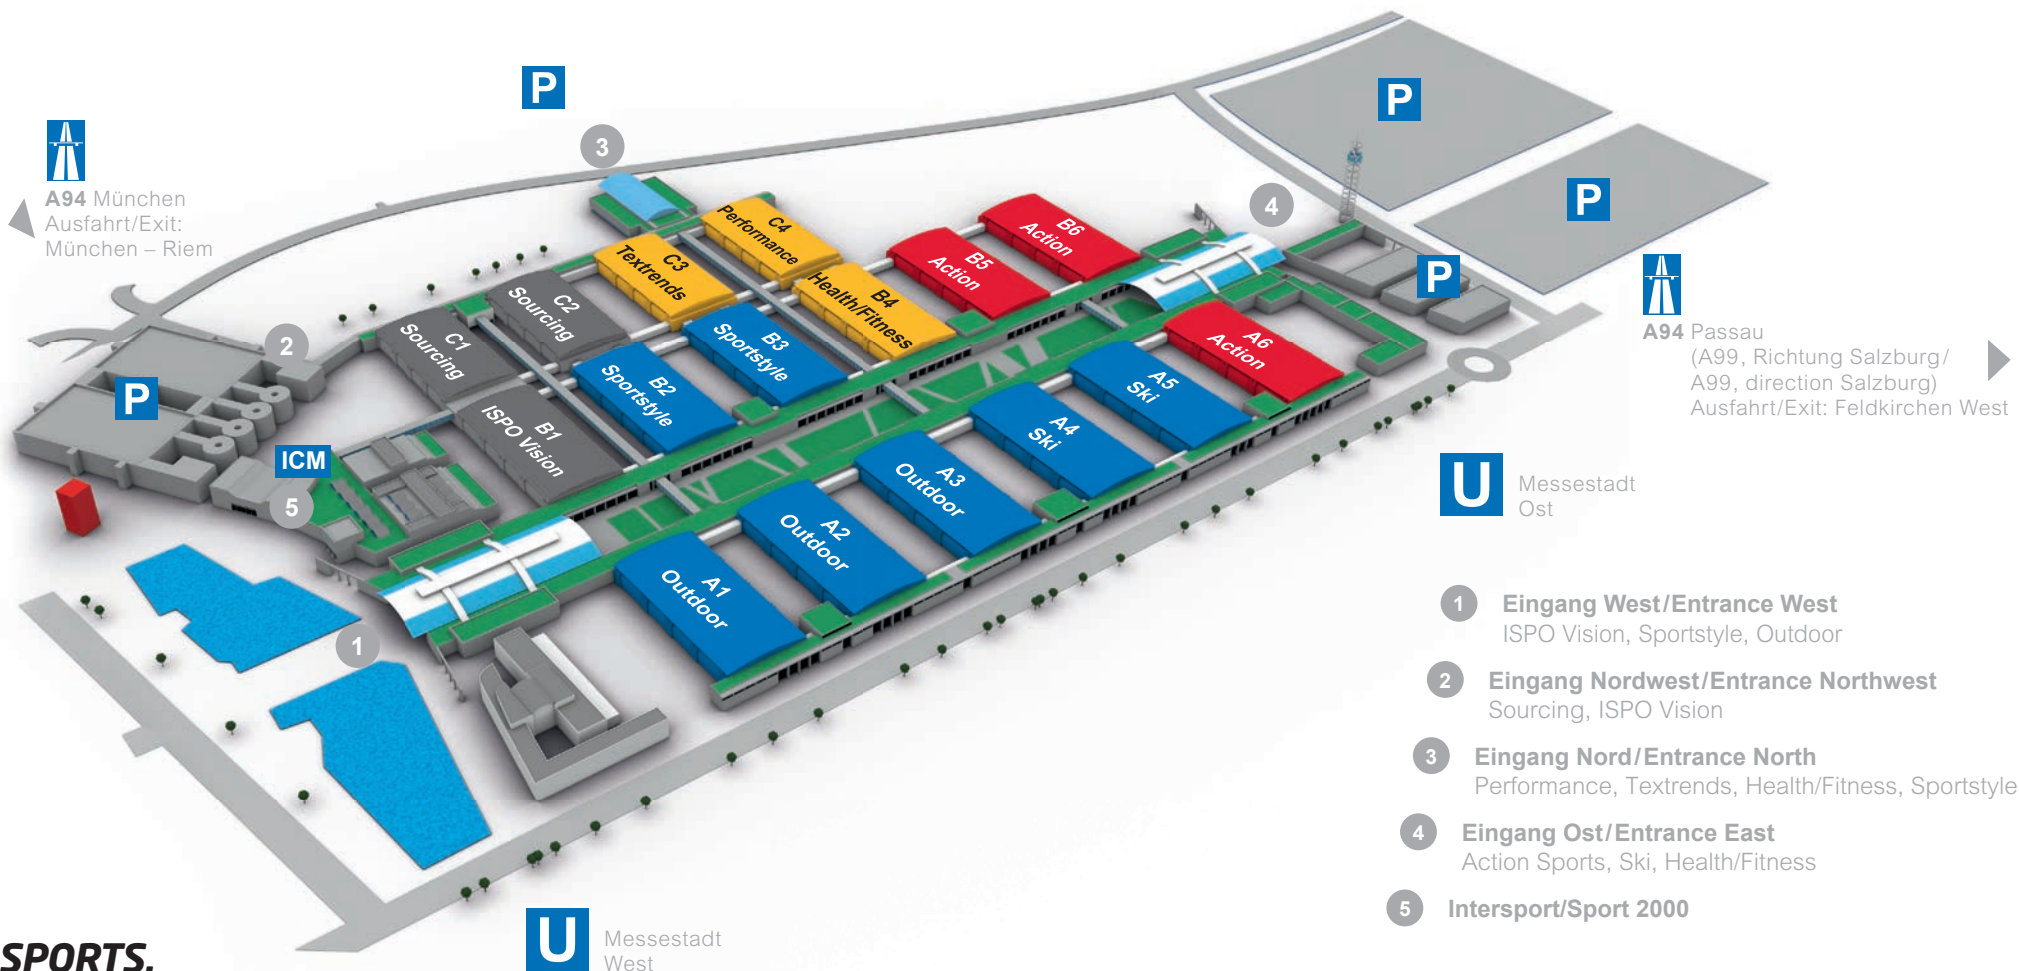 P
P
3
A94 München
Ausfahrt/Exit:
München – Riem
P
4
C4
Performance
B6
Action
C3
Textrends
B5
Action
P
C2
Sourcing
B4
Health/Fitness
A94 Passau
(A99, Richtung Salzburg/
A99, direction Salzburg)
Ausfahrt/Exit: Feldkirchen West
2
C1
Sourcing
B3
Sportstyle
A6
Action
P
B2
Sportstyle
A5
Ski
B1
ISPO Vision
A4
Ski
ICM
5
A3
Outdoor
U
Messestadt
Ost
A2
Outdoor
A1
Outdoor
1
1 Eingang West/Entrance West
ISPO Vision, Sportstyle, Outdoor
2 Eingang Nordwest/Entrance Northwest
Sourcing, ISPO Vision
3 Eingang Nord/Entrance North
Performance, Textrends, Health/Fitness, Sportstyle
4 Eingang Ost/Entrance East
Action Sports, Ski, Health/Fitness
5 Intersport/Sport 2000
U
Messestadt
West
SPORTS.